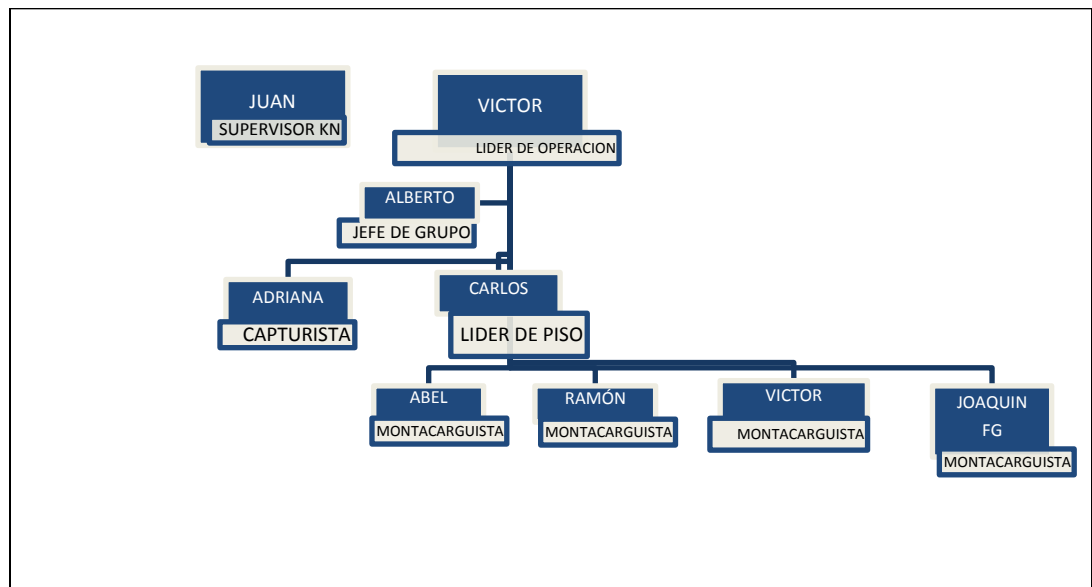 JUAN
SUPERVISOR KN
VICTOR
LIDER DE OPERACION
ALBERTO
JEFE DE GRUPO
ADRIANA
CAPTURISTA
CARLOS
LIDER DE PISO
ABEL
MONTACARGUISTA
RAMÓN
MONTACARGUISTA
VICTOR
MONTACARGUISTA
JOAQUIN
FG
MONTACARGUISTA